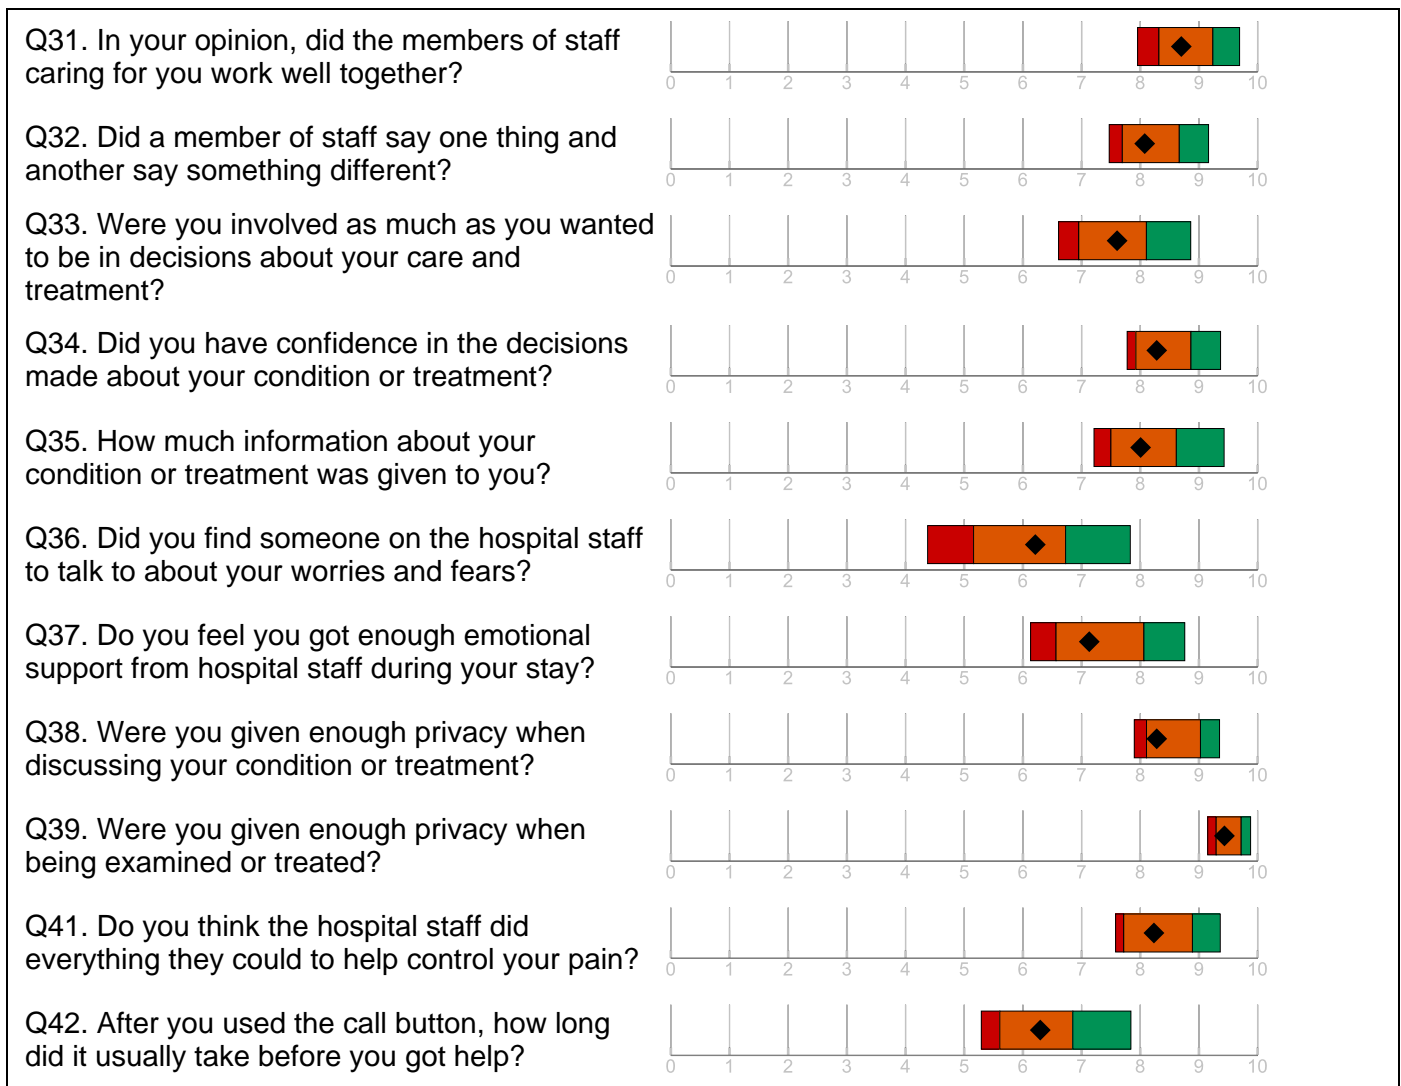 Q31. In your opinion, did the members of staff
caring for you work well together?
0 1 2 3 4 5 6 7 8 9 10
Q32. Did a member of staff say one thing and
another say something different?
0 1 2 3 4 5 6 7 8 9 10
Q33. Were you involved as much as you wanted
to be in decisions about your care and
treatment?
0 1 2 3 4 5 6 7 8 9 10
Q34. Did you have confidence in the decisions
made about your condition or treatment?
0 1 2 3 4 5 6 7 8 9 10
Q35. How much information about your
condition or treatment was given to you?
0 1 2 3 4 5 6 7 8 9 10
Q36. Did you find someone on the hospital staff
to talk to about your worries and fears?
0 1 2 3 4 5 6 7 8 9 10
Q37. Do you feel you got enough emotional
support from hospital staff during your stay?
0 1 2 3 4 5 6 7 8 9 10
Q38. Were you given enough privacy when
discussing your condition or treatment?
0 1 2 3 4 5 6 7 8 9 10
Q39. Were you given enough privacy when
being examined or treated?
0 1 2 3 4 5 6 7 8 9 10
Q41. Do you think the hospital staff did
everything they could to help control your pain?
0 1 2 3 4 5 6 7 8 9 10
Q42. After you used the call button, how long
did it usually take before you got help?
0 1 2 3 4 5 6 7 8 9 10